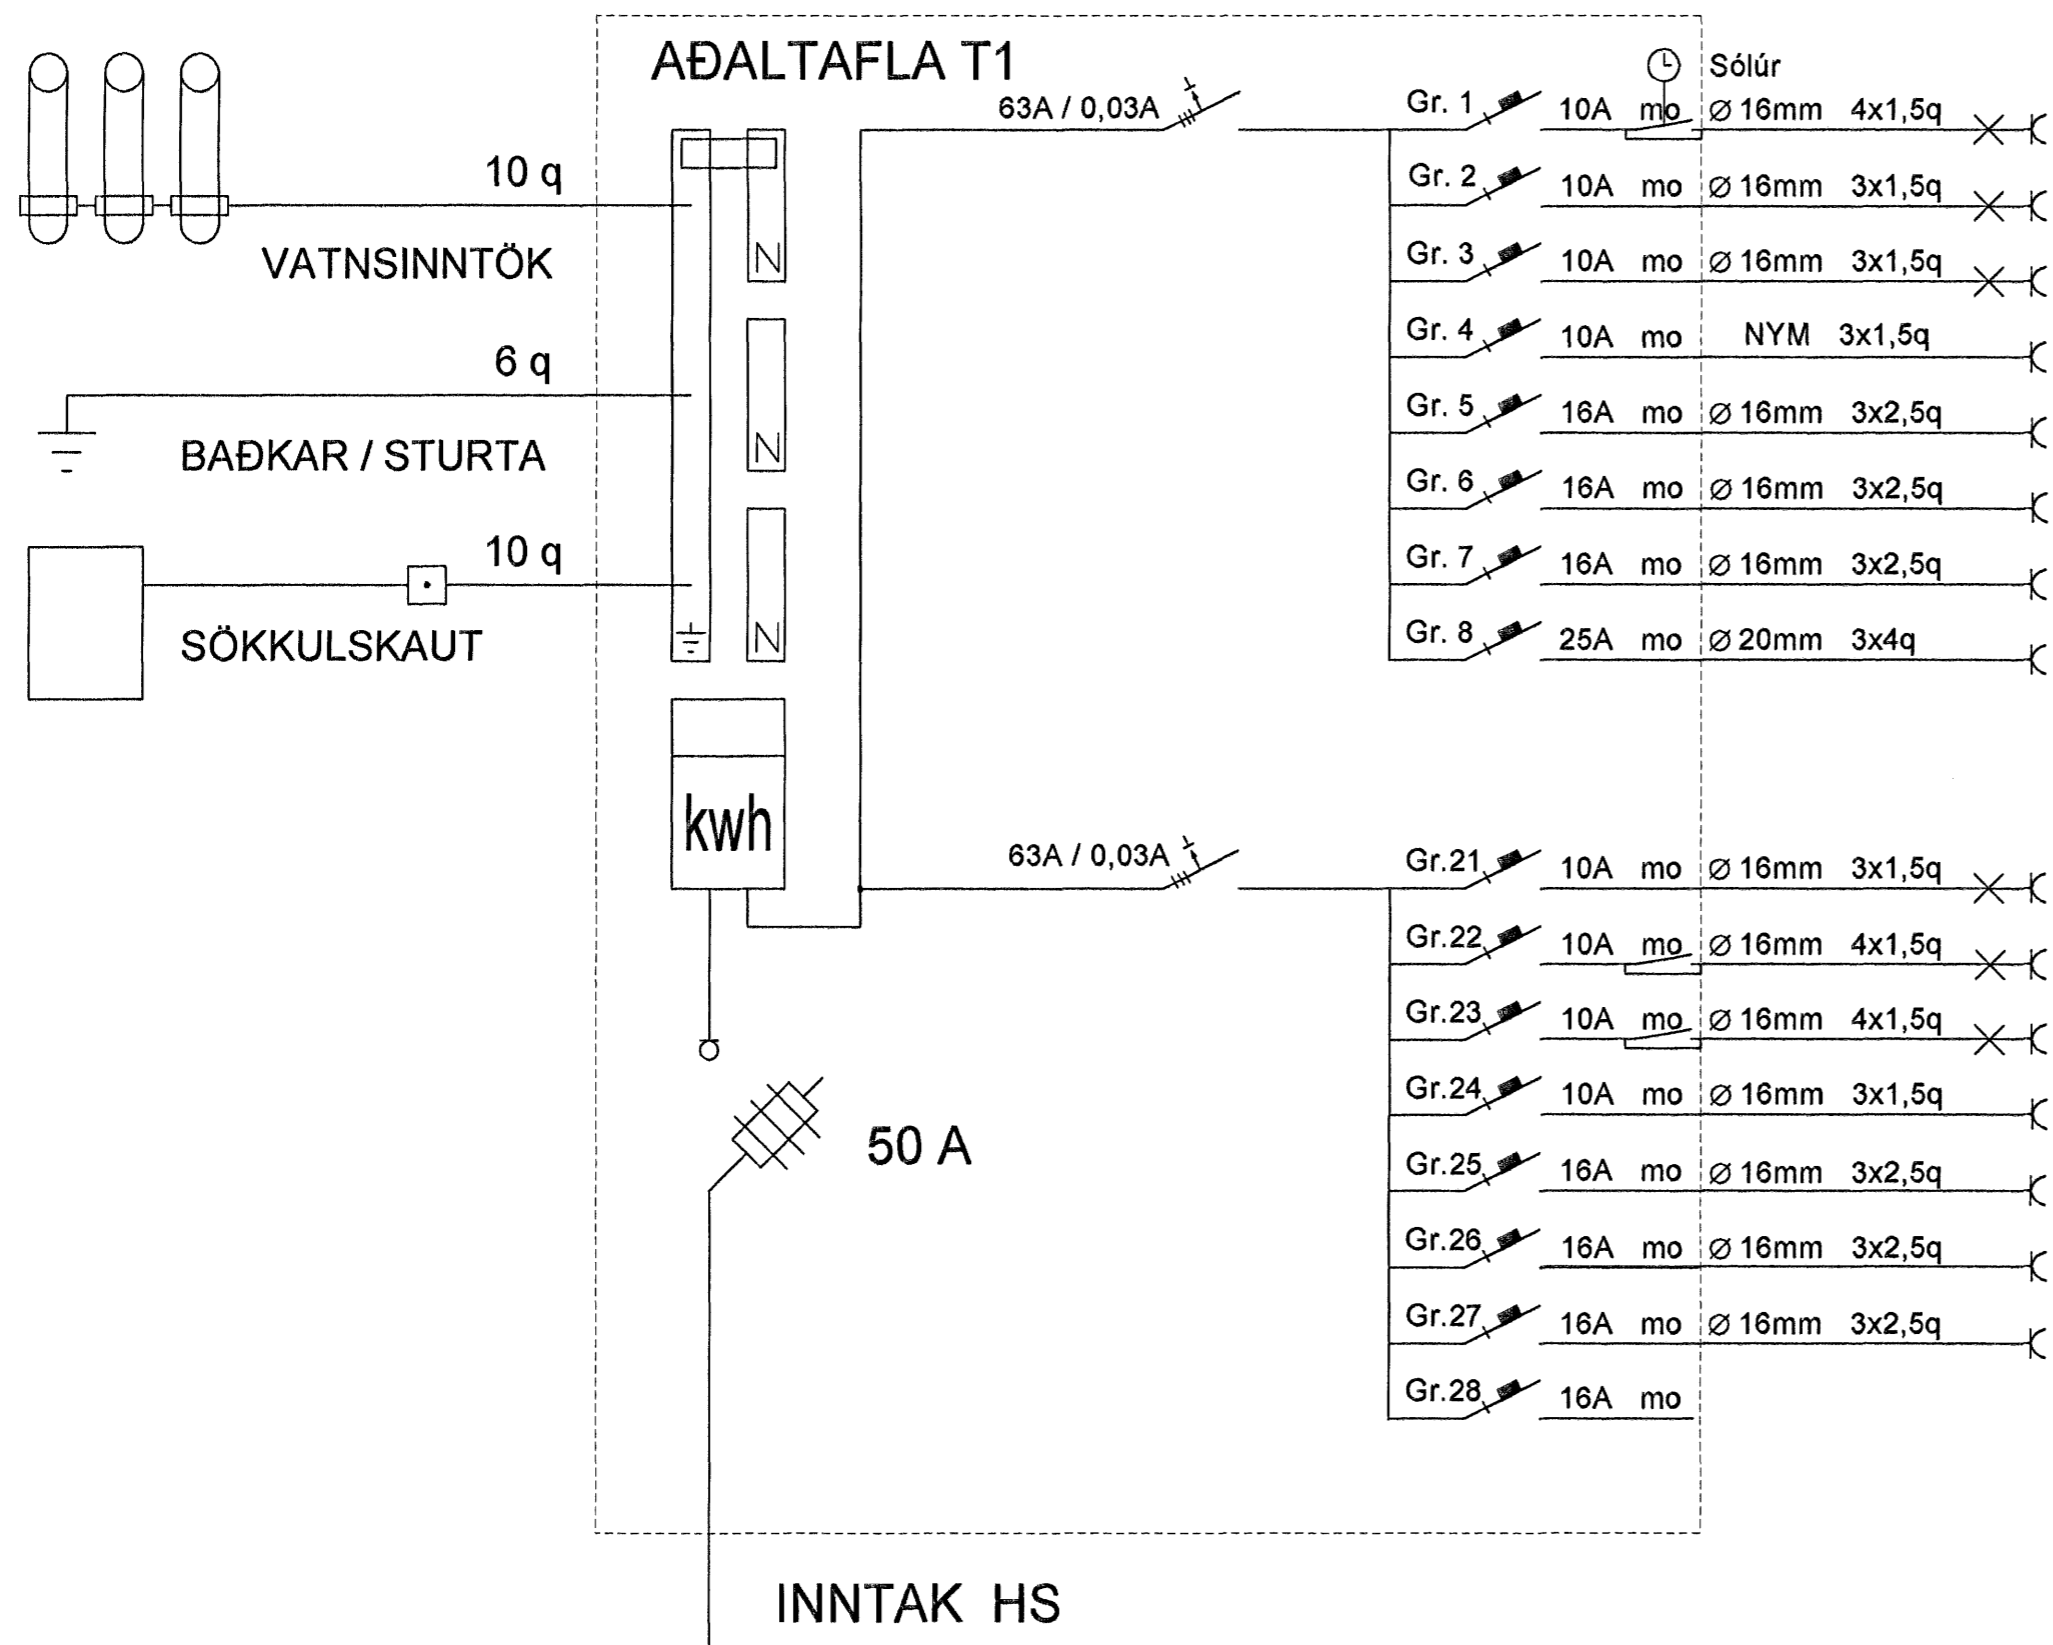 AÐALTAFLA T1
10 q
VATNSINNTÖK
6 q
BAÐKAR / STURTA
10 q
SÖKKULSKAUT
N
N
N
kwh
50 A
INNTAK HS
63A / 0,03A
Sólúr
Gr. 1 10A mo Ø 16mm 4x1,5q
Gr. 2 10A mo Ø 16mm 3x1,5q
Gr. 3 10A mo Ø 16mm 3x1,5q
Gr. 4 10A mo NYM 3x1,5q
Gr. 5 16A mo Ø 16mm 3x2,5q
Gr. 6 16A mo Ø 16mm 3x2,5q
Gr. 7 16A mo Ø 16mm 3x2,5q
Gr. 8 25A mo Ø 20mm 3x4q
63A / 0,03A
Gr.21 10A mo Ø 16mm 3x1,5q
Gr.22 10A mo Ø 16mm 4x1,5q
Gr.23 10A mo Ø 16mm 4x1,5q
Gr.24 10A mo Ø 16mm 3x1,5q
Gr.25 16A mo Ø 16mm 3x2,5q
Gr.26 16A mo Ø 16mm 3x2,5q
Gr.27 16A mo Ø 16mm 3x2,5q
Gr.28 16A mo